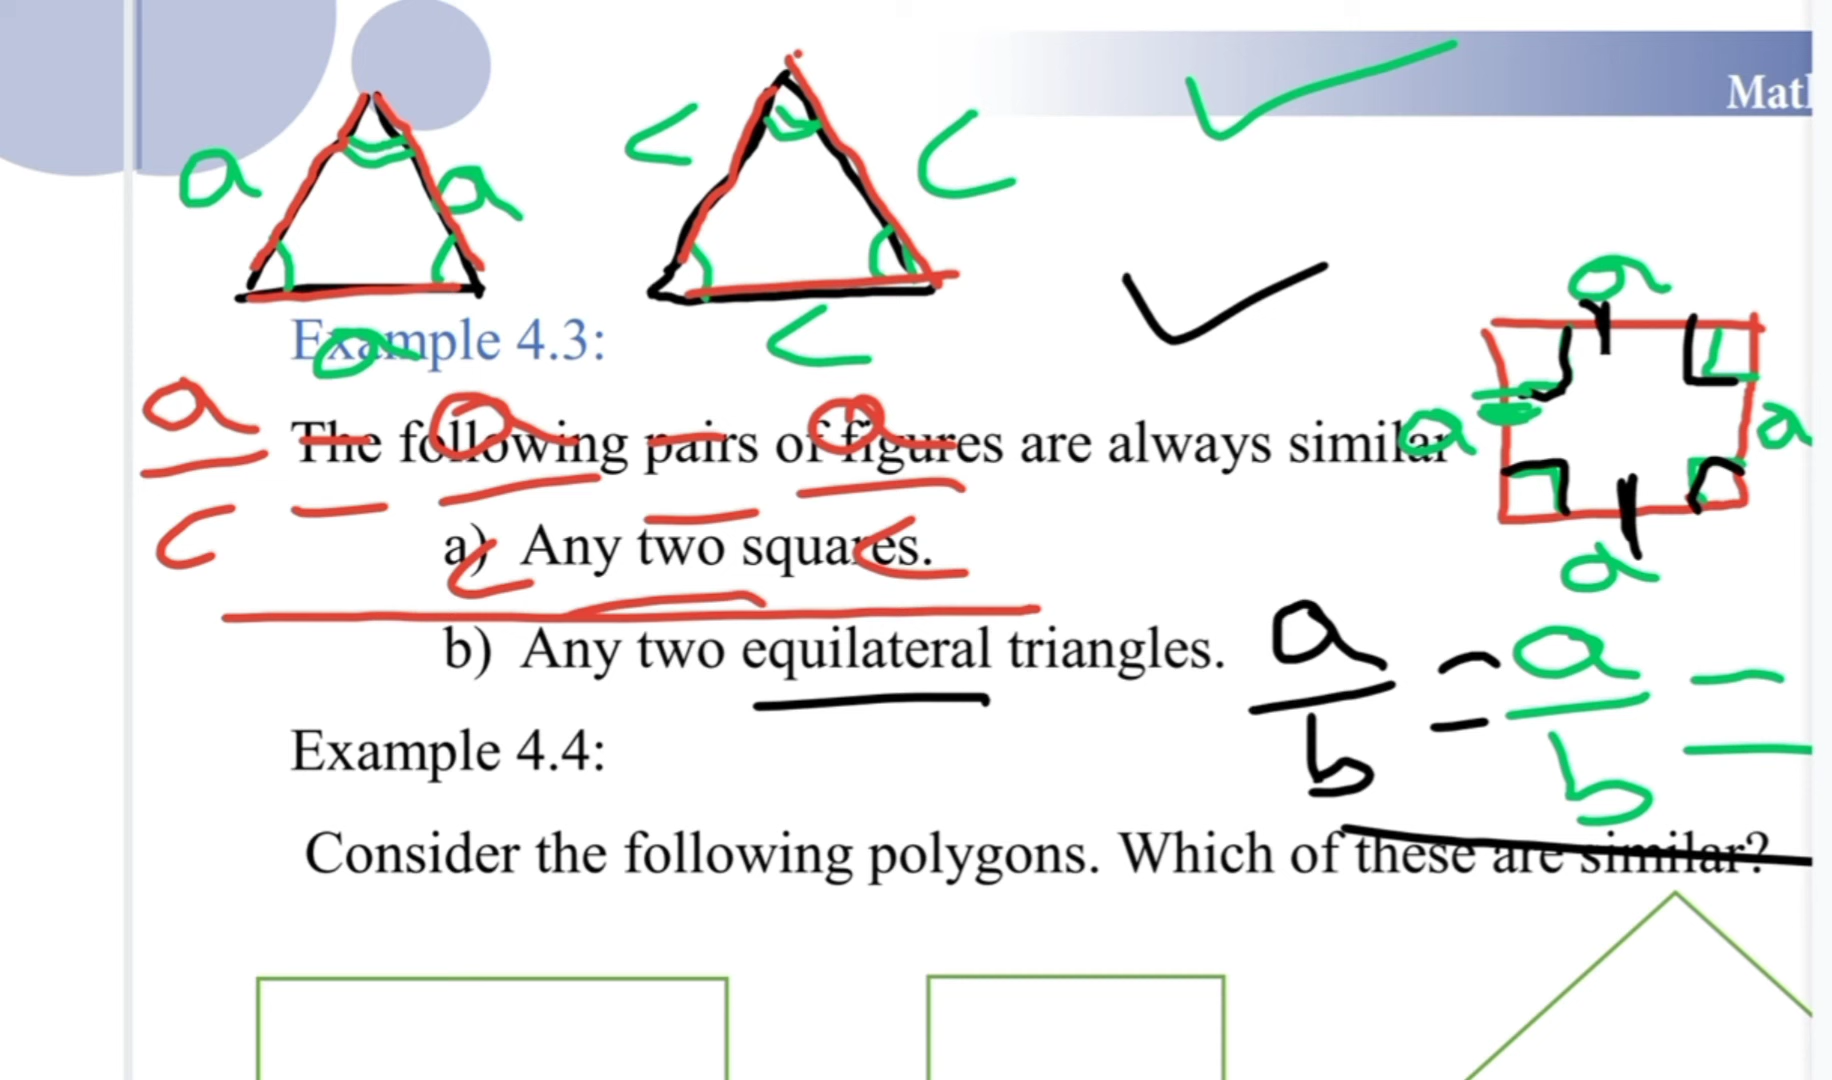 Math
a a < C
a <
Example 4.3:
a
The following pairs of figures are always similar
a = a = a
c c c
a) Any two squares.
a a a
b) Any two equilateral triangles.
a = a =
b b
Example 4.4:
Consider the following polygons. Which of these are similar?